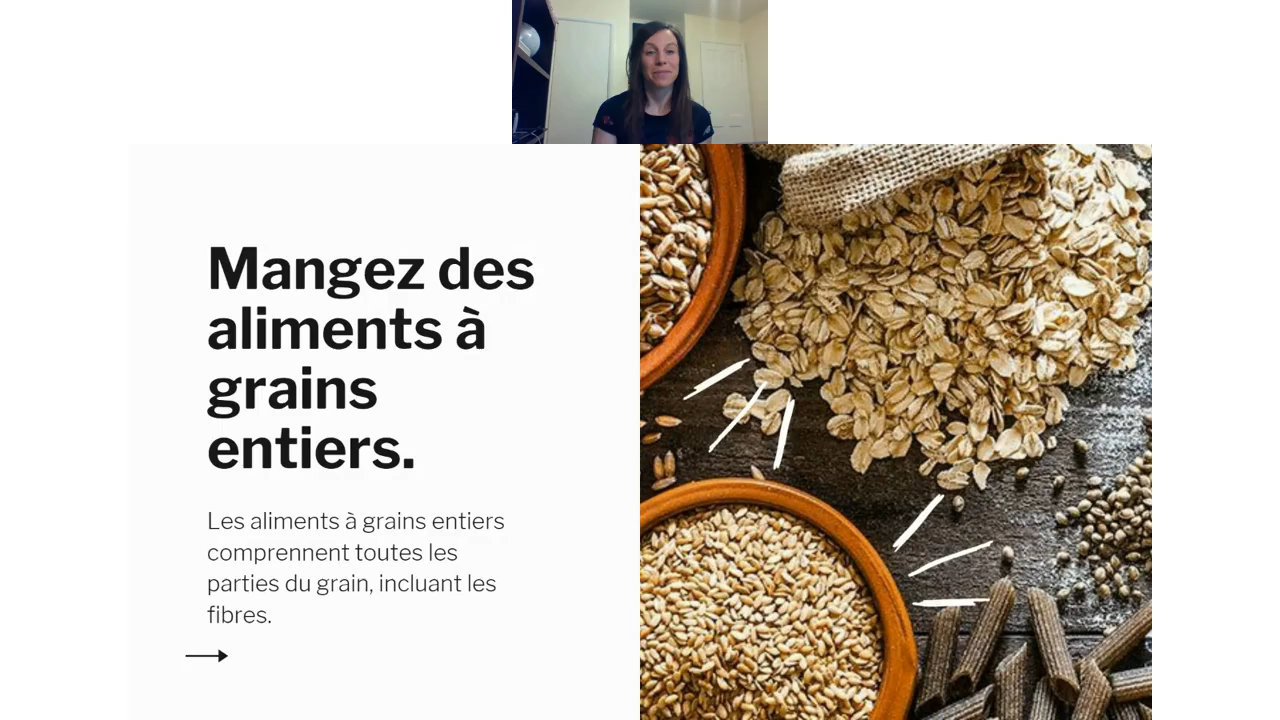 Mangez des
aliments à
grains
entiers.
Les aliments à grains entiers
comprennent toutes les
parties du grain, incluant les
fibres.